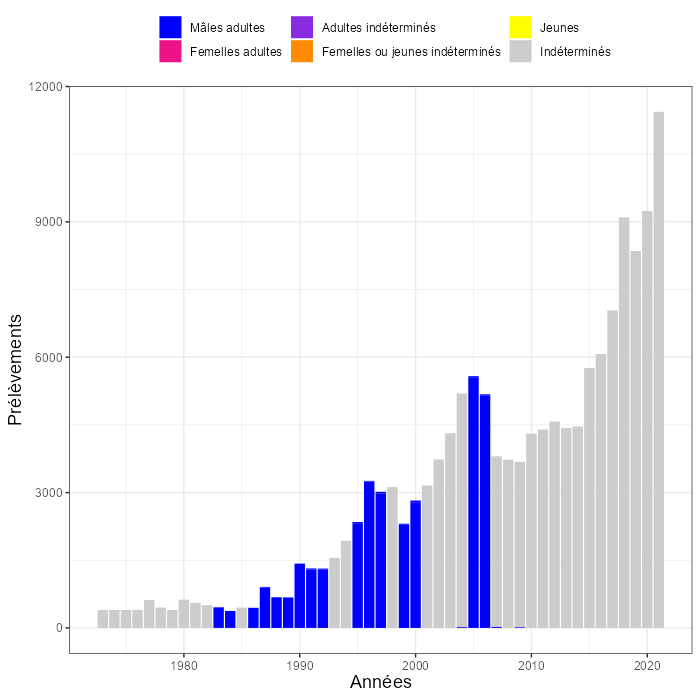 Mâles adultes
Adultes indéterminés
Jeunes
Femelles adultes
Femelles ou jeunes indéterminés
Indéterminés
12000
9000
6000
3000
0
Prélèvements
1980
1990
2000
2010
2020
Années